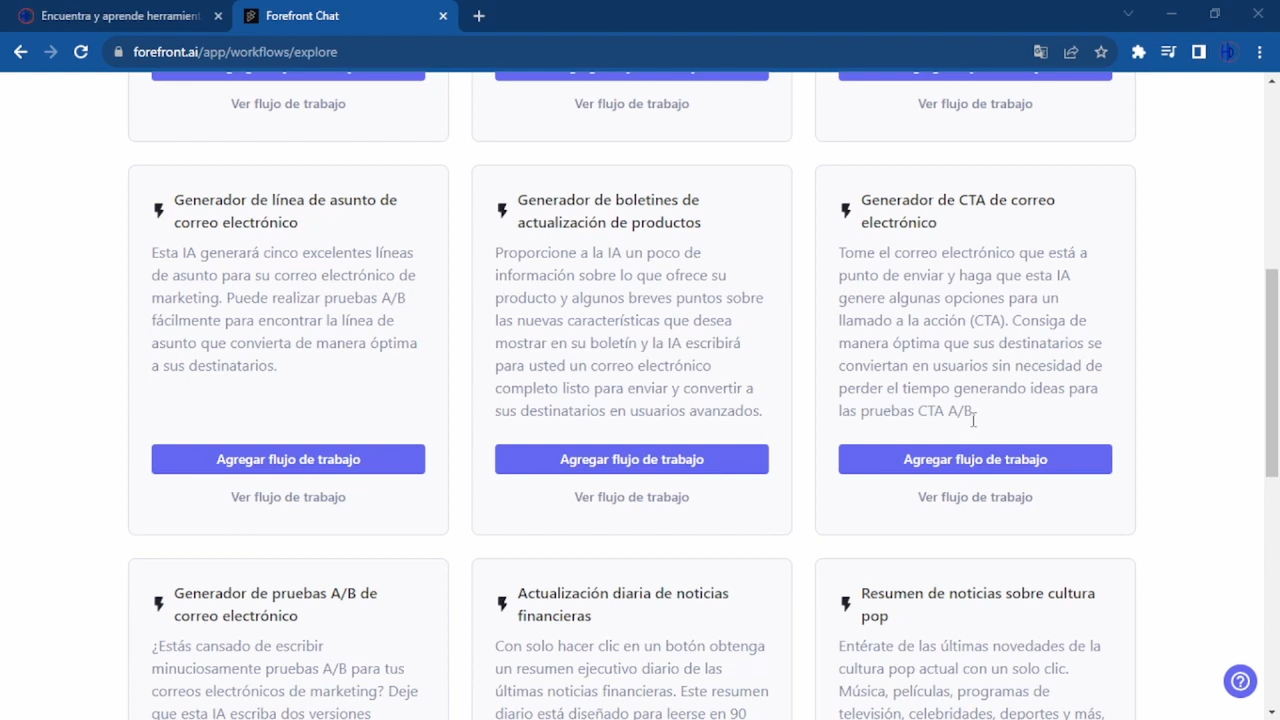 Encuentra y aprende herramien
Forefront Chat
forefront.ai/app/workflows/explore
Ver flujo de trabajo
Ver flujo de trabajo
Ver flujo de trabajo
Generador de línea de asunto de
correo electrónico
Esta IA generará cinco excelentes líneas
de asunto para su correo electrónico de
marketing. Puede realizar pruebas A/B
fácilmente para encontrar la línea de
asunto que convierta de manera óptima
a sus destinatarios.
Agregar flujo de trabajo
Ver flujo de trabajo
Generador de boletines de
actualización de productos
Proporcione a la IA un poco de
información sobre lo que ofrece su
producto y algunos breves puntos sobre
las nuevas características que desea
mostrar en su boletín y la IA escribirá
para usted un correo electrónico
completo listo para enviar y convertir a
sus destinatarios en usuarios avanzados.
Agregar flujo de trabajo
Ver flujo de trabajo
Generador de CTA de correo
electrónico
Tome el correo electrónico que está a
punto de enviar y haga que esta IA
genere algunas opciones para un
llamado a la acción (CTA). Consiga de
manera óptima que sus destinatarios se
conviertan en usuarios sin necesidad de
perder el tiempo generando ideas para
las pruebas CTA A/B.
Agregar flujo de trabajo
Ver flujo de trabajo
Generador de pruebas A/B de
correo electrónico
¿Estás cansado de escribir
minuciosamente pruebas A/B para tus
correos electrónicos de marketing? Deje
que esta IA escriba dos versiones
Actualización diaria de noticias
financieras
Con solo hacer clic en un botón obtenga
un resumen ejecutivo diario de las
últimas noticias financieras. Este resumen
diario está diseñado para leerse en 90
Resumen de noticias sobre cultura
pop
Entérate de las últimas novedades de la
cultura pop actual con un solo clic.
Música, películas, programas de
televisión, celebridades, deportes y más,